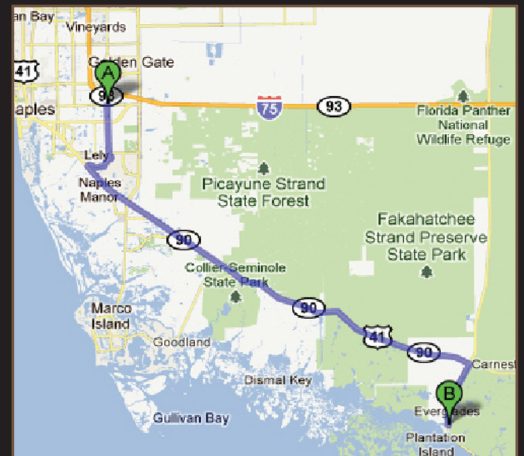 an Bay
Vineyards
41
Golden Gate
A
93
75
93
aples
Florida Panther
National
Wildlife Refuge
Lely
Naples
Manor
Picayune Strand
State Forest
Fakahatchee
Strand Preserve
State Park
90
Collier-Seminole
State Park
Marco
Island
90
41
90
Goodland
Carnest
Dismal Key
B
Everglades
Gullivan Bay
Plantation
Island